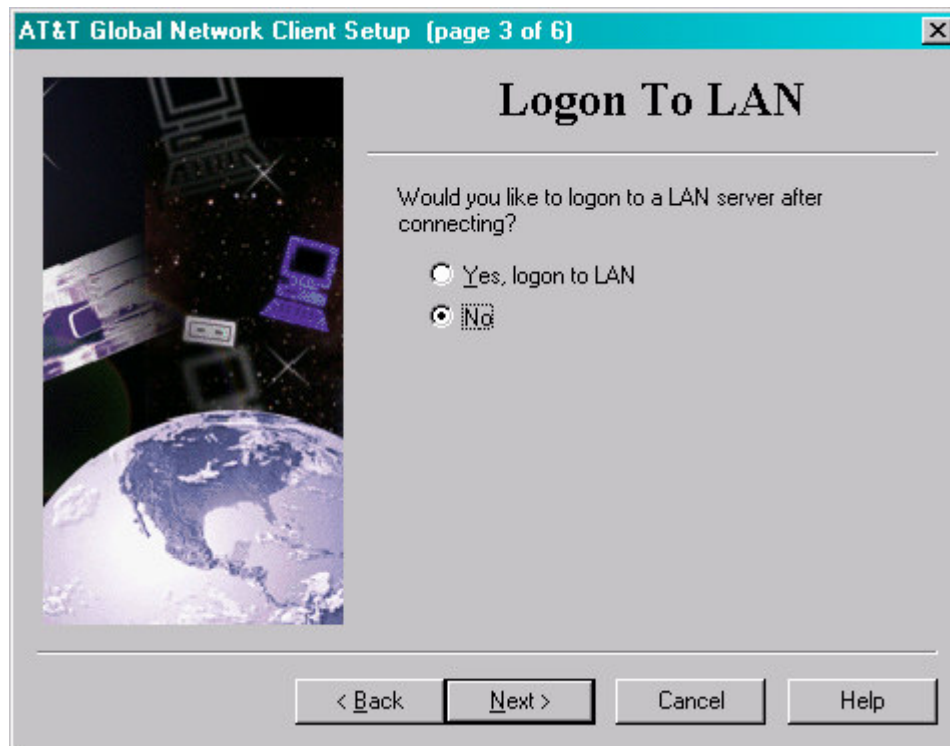 AT&T Global Network Client Setup (page 3 of 6)
Logon To LAN
Would you like to logon to a LAN server after
connecting?
Yes, logon to LAN
No
< Back Next > Cancel Help